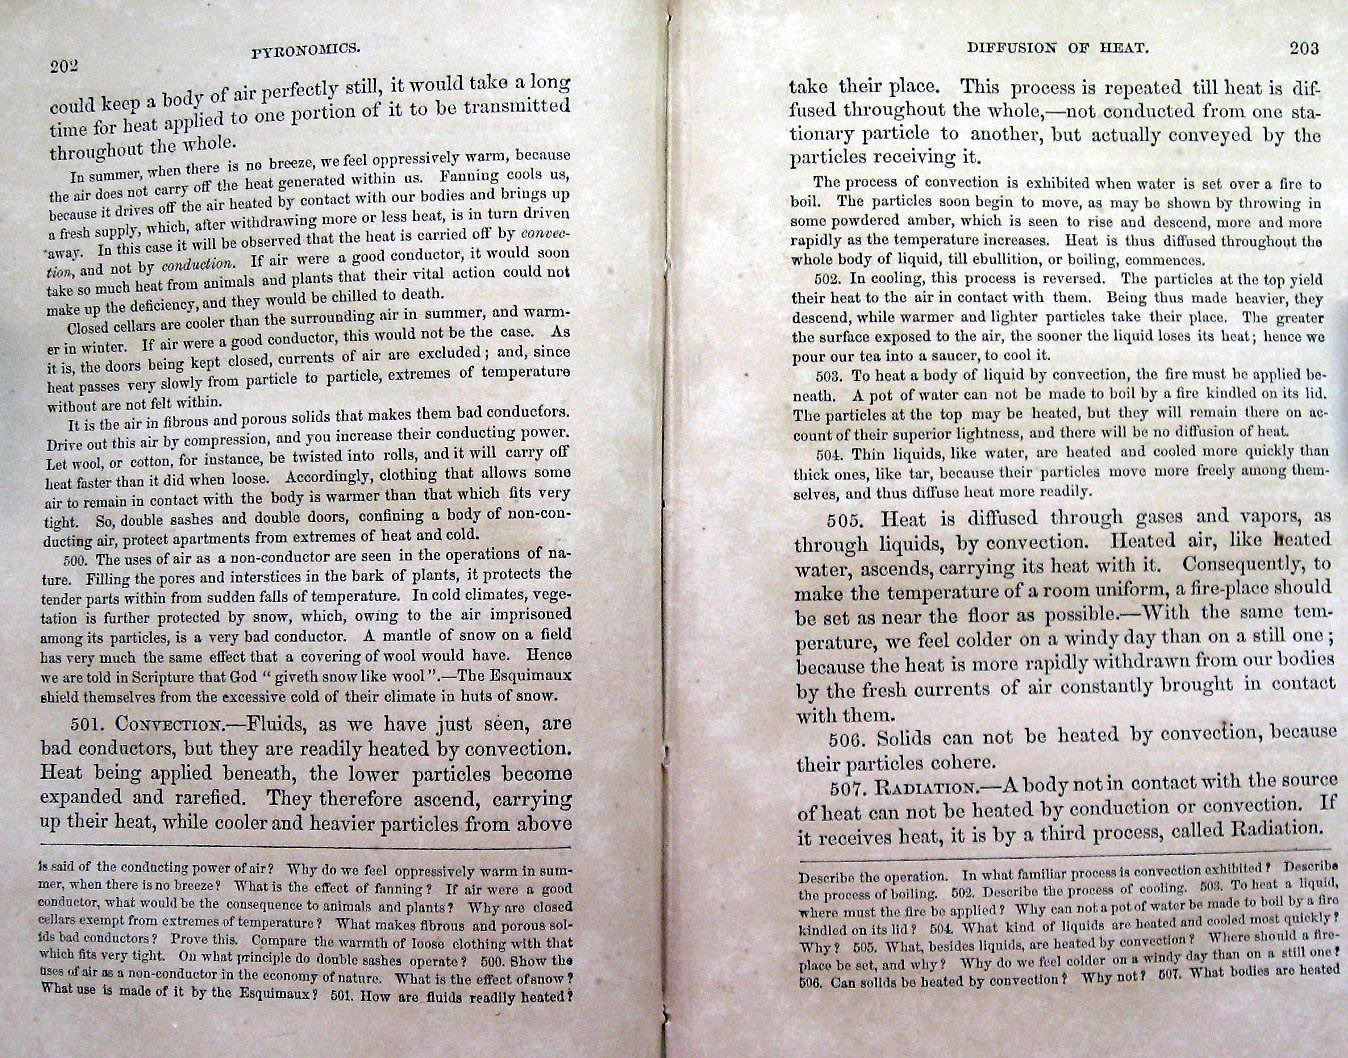 202
PYRONOMICS.
could keep a body of air perfectly still, it would take a long
time for heat applied to one portion of it to be transmitted
throughout the whole.
In summer, when there is no breeze, we feel oppressively warm, because
the air does not carry off the heat generated within us. Fanning cools us,
because it drives off the air heated by contact with our bodies and brings up
a fresh supply, which, after withdrawing more or less heat, is in turn driven
away. In this case it will be observed that the heat is carried off by convec-
tion, and not by conduction. If air were a good conductor, it would soon
take so much heat from animals and plants that their vital action could not
make up the deficiency, and they would be chilled to death.
Closed cellars are cooler than the surrounding air in summer, and warm-
er in winter. If air were a good conductor, this would not be the case. As
it is, the doors being kept closed, currents of air are excluded; and, since
heat passes very slowly from particle to particle, extremes of temperature
without are not felt within.
It is the air in fibrous and porous solids that makes them bad conductors.
Drive out this air by compression, and you increase their conducting power.
Let wool, or cotton, for instance, be twisted into rolls, and it will carry off
heat faster than it did when loose. Accordingly, clothing that allows some
air to remain in contact with the body is warmer than that which fits very
tight. So, double sashes and double doors, confining a body of non-con-
ducting air, protect apartments from extremes of heat and cold.
500. The uses of air as a non-conductor are seen in the operations of na-
ture. Filling the pores and interstices in the bark of plants, it protects the
tender parts within from sudden falls of temperature. In cold climates, vege-
tation is further protected by snow, which, owing to the air imprisoned
among its particles, is a very bad conductor. A mantle of snow on a field
has very much the same effect that a covering of wool would have. Hence
we are told in Scripture that God "giveth snow like wool".—The Esquimaux
shield themselves from the excessive cold of their climate in huts of snow.
501. CONVECTION.—Fluids, as we have just seen, are
bad conductors, but they are readily heated by convection.
Heat being applied beneath, the lower particles become
expanded and rarefied. They therefore ascend, carrying
up their heat, while cooler and heavier particles from above
is said of the conducting power of air? Why do we feel oppressively warm in sum-
mer, when there is no breeze? What is the effect of fanning? If air were a good
conductor, what would be the consequence to animals and plants? Why are closed
cellars exempt from extremes of temperature? What makes fibrous and porous sol-
ids bad conductors? Prove this. Compare the warmth of loose clothing with that
which fits very tight. On what principle do double sashes operate? 500. Show the
uses of air as a non-conductor in the economy of nature. What is the effect of snow?
What use is made of it by the Esquimaux? 501. How are fluids readily heated?
DIFFUSION OF HEAT.
203
take their place. This process is repeated till heat is dif-
fused throughout the whole,—not conducted from one sta-
tionary particle to another, but actually conveyed by the
particles receiving it.
The process of convection is exhibited when water is set over a fire to
boil. The particles soon begin to move, as may be shown by throwing in
some powdered amber, which is seen to rise and descend, more and more
rapidly as the temperature increases. Heat is thus diffused throughout the
whole body of liquid, till ebullition, or boiling, commences.
502. In cooling, this process is reversed. The particles at the top yield
their heat to the air in contact with them. Being thus made heavier, they
descend, while warmer and lighter particles take their place. The greater
the surface exposed to the air, the sooner the liquid loses its heat; hence we
pour our tea into a saucer, to cool it.
503. To heat a body of liquid by convection, the fire must be applied be-
neath. A pot of water can not be made to boil by a fire kindled on its lid.
The particles at the top may be heated, but they will remain there on ac-
count of their superior lightness, and there will be no diffusion of heat.
504. Thin liquids, like water, are heated and cooled more quickly than
thick ones, like tar, because their particles move more freely among them-
selves, and thus diffuse heat more readily.
505. Heat is diffused through gases and vapors, as
through liquids, by convection. Heated air, like heated
water, ascends, carrying its heat with it. Consequently, to
make the temperature of a room uniform, a fire-place should
be set as near the floor as possible.—With the same tem-
perature, we feel colder on a windy day than on a still one;
because the heat is more rapidly withdrawn from our bodies
by the fresh currents of air constantly brought in contact
with them.
506. Solids can not be heated by convection, because
their particles cohere.
507. RADIATION.—A body not in contact with the source
of heat can not be heated by conduction or convection. If
it receives heat, it is by a third process, called Radiation.
Describe the operation. In what familiar process is convection exhibited? Describe
the process of boiling. 502. Describe the process of cooling. 503. To heat a liquid,
where must the fire be applied? Why can not a pot of water be made to boil by a fire
kindled on its lid? 504. What kind of liquids are heated and cooled most quickly?
Why? 505. What, besides liquids, are heated by convection? Where should a fire-
place be set, and why? Why do we feel colder on a windy day than on a still one?
506. Can solids be heated by convection? Why not? 507. What bodies are heated